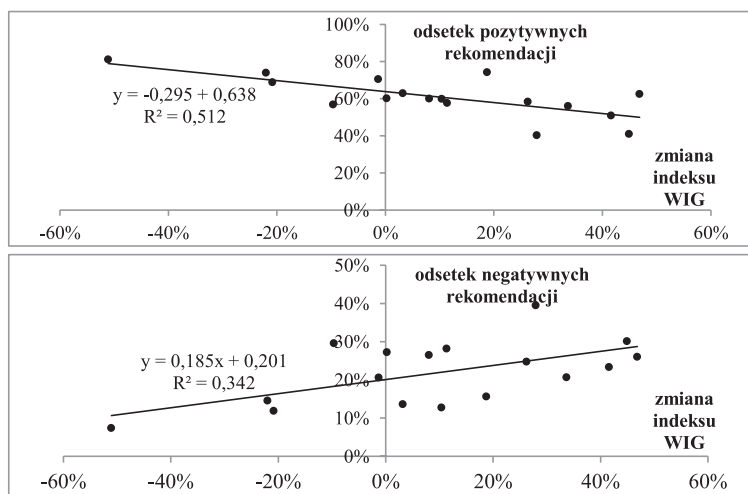 100%
odsetek pozytywnych
rekomendacji
80%
y = -0,295 + 0,638
R² = 0,512
60%
40%
zmiana
indeksu
WIG
20%
0%
-60% -40% -20% 0% 20% 40% 60%
50%
odsetek negatywnych
rekomendacji
40%
30%
y = 0,185x + 0,201
R² = 0,342
20%
10%
zmiana
indeksu
WIG
0%
-60% -40% -20% 0% 20% 40% 60%